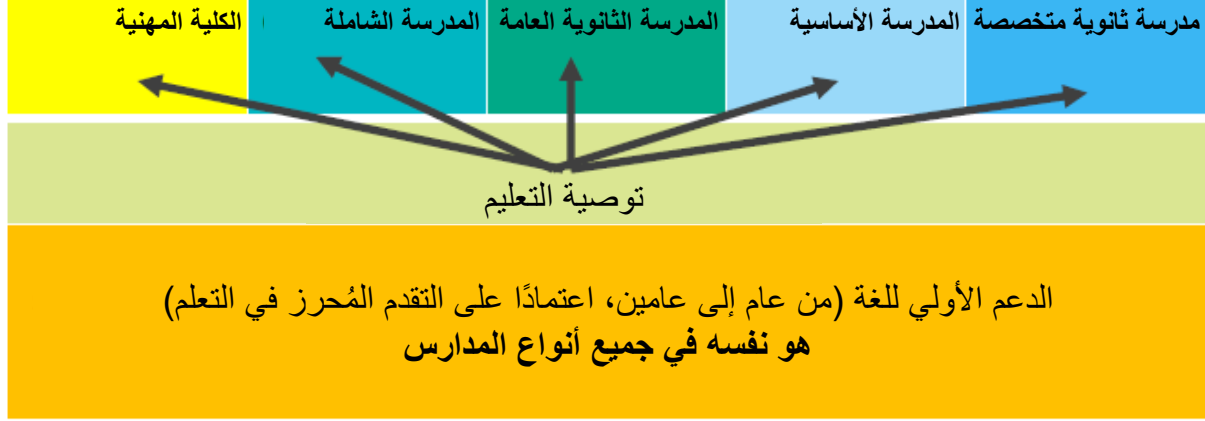 مدرسة ثانوية متخصصة
المدرسة الأساسية
المدرسة الثانوية العامة
المدرسة الشاملة
الكلية المهنية
توصية التعليم
الدعم الأولي للغة (من عام إلى عامين، اعتمادًا على التقدم المُحرز في التعلم)
هو نفسه في جميع أنواع المدارس